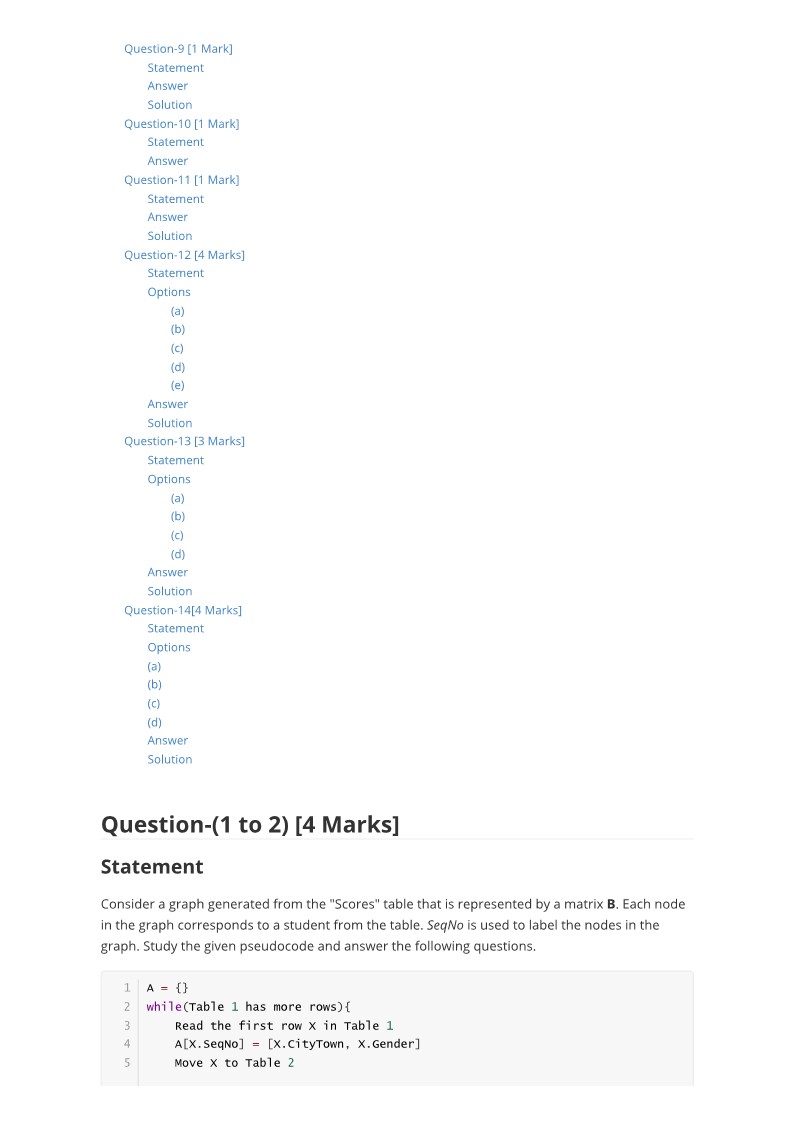 Question-9 [1 Mark]
Statement
Answer
Solution
Question-10 [1 Mark]
Statement
Answer
Question-11 [1 Mark]
Statement
Answer
Solution
Question-12 [4 Marks]
Statement
Options
(a)
(b)
(c)
(d)
(e)
Answer
Solution
Question-13 [3 Marks]
Statement
Options
(a)
(b)
(c)
(d)
Answer
Solution
Question-14[4 Marks]
Statement
Options
(a)
(b)
(c)
(d)
Answer
Solution
Question-(1 to 2) [4 Marks]
Statement
Consider a graph generated from the "Scores" table that is represented by a matrix B. Each node
in the graph corresponds to a student from the table. SeqNo is used to label the nodes in the
graph. Study the given pseudocode and answer the following questions.
1 A = {}
2 while(Table 1 has more rows){
3 Read the first row X in Table 1
4 A[X.SeqNo] = [X.CityTown, X.Gender]
5 Move X to Table 2